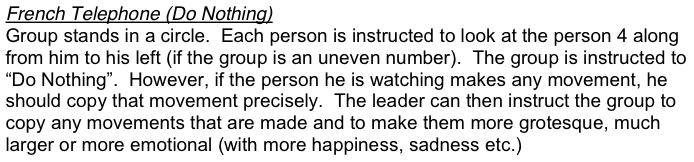 French Telephone (Do Nothing)
Group stands in a circle.  Each person is instructed to look at the person 4 along
from him to his left (if the group is an uneven number).  The group is instructed to
“Do Nothing”.  However, if the person he is watching makes any movement, he
should copy that movement precisely.  The leader can then instruct the group to
copy any movements that are made and to make them more grotesque, much
larger or more emotional (with more happiness, sadness etc.)